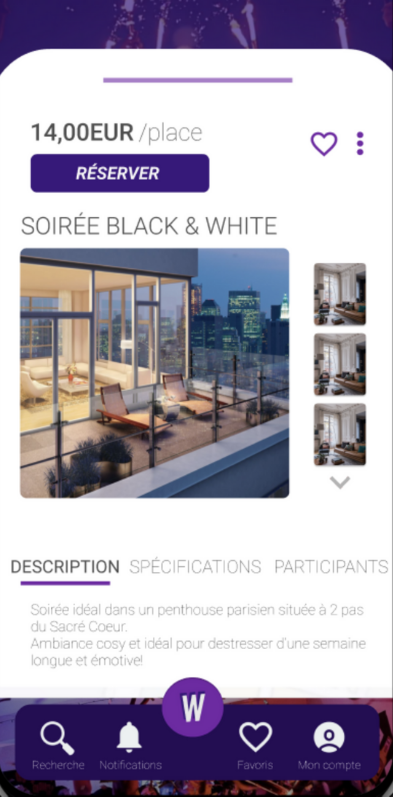 14,00EUR /place
RÉSERVER
SOIRÉE BLACK & WHITE
DESCRIPTION SPÉCIFICATIONS PARTICIPANTS
Soirée idéal dans un penthouse parisien située à 2 pas
du Sacré Coeur.
Ambiance cosy et idéal pour destresser d'une semaine
longue et émotive!
W
Recherche Notifications Favoris Mon compte